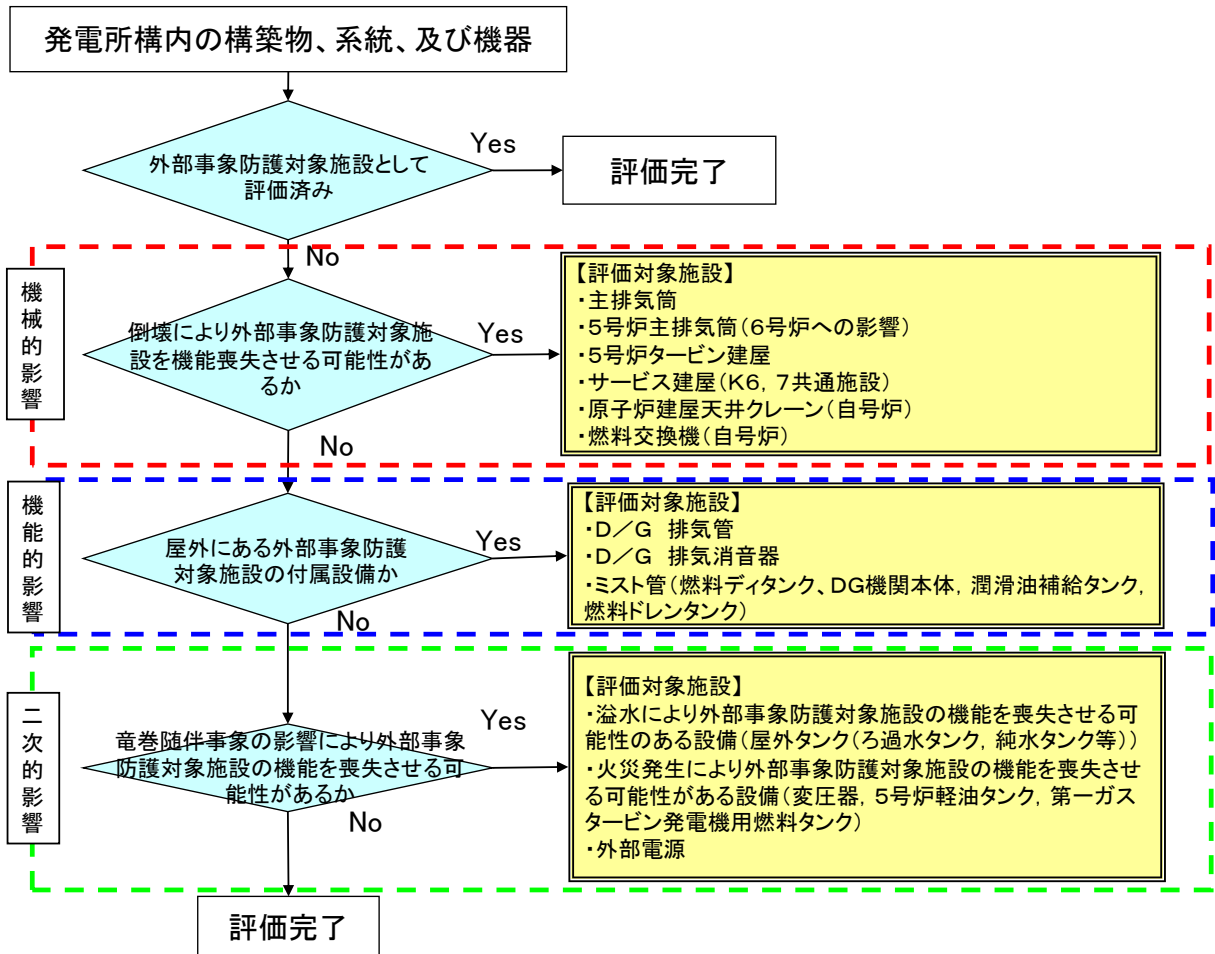 発電所構内の構築物、系統、及び機器
外部事象防護対象施設として
評価済み
Yes
評価完了
No
機械的影響
倒壊により外部事象防護対象施
設を機能喪失させる可能性があ
るか
Yes
【評価対象施設】
・主排気筒
・5号炉主排気筒(6号炉への影響)
・5号炉タービン建屋
・サービス建屋(K6, 7共通施設)
・原子炉建屋天井クレーン(自号炉)
・燃料交換機(自号炉)
No
機能的影響
屋外にある外部事象防護
対象施設の付属設備か
Yes
【評価対象施設】
・D/G 排気管
・D/G 排気消音器
・ミスト管(燃料ディタンク、DG機関本体, 潤滑油補給タンク,
燃料ドレンタンク)
No
二次的影響
竜巻随伴事象の影響により外部事象
防護対象施設の機能を喪失させる可
能性があるか
Yes
【評価対象施設】
・溢水により外部事象防護対象施設の機能を喪失させる可
能性のある設備(屋外タンク(ろ過水タンク, 純水タンク等))
・火災発生により外部事象防護対象施設の機能を喪失させ
る可能性がある設備(変圧器, 5号炉軽油タンク, 第一ガス
タービン発電機用燃料タンク)
・外部電源
No
評価完了